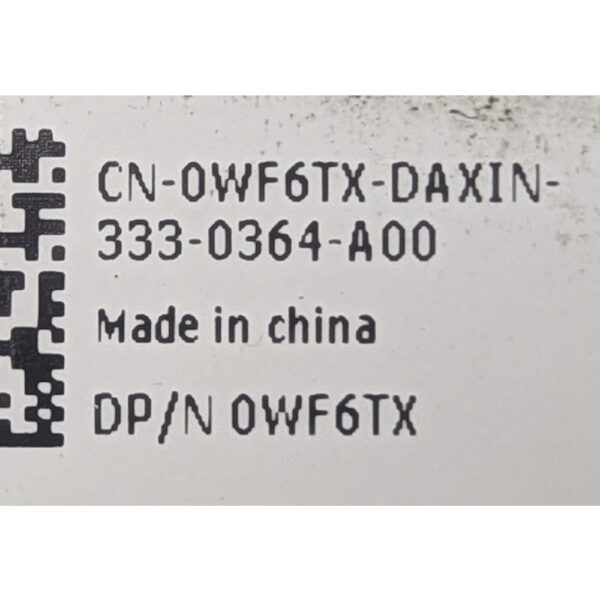 CN-0WF6TX-DAXIN-
333-0364-A00
Made in china
DP/N 0WF6TX